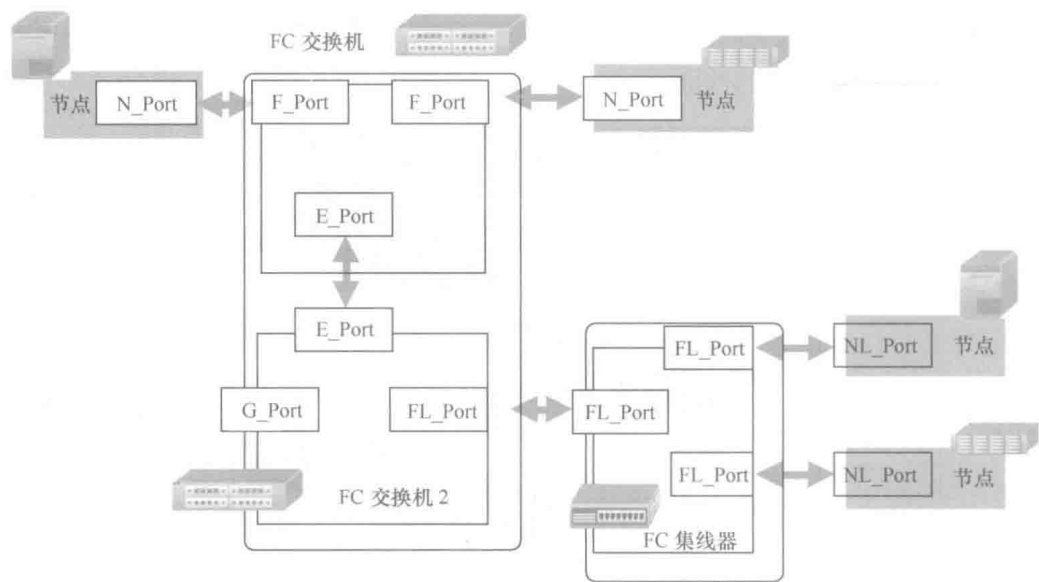 FC 交换机
节点
N_Port
F_Port
F_Port
N_Port
节点
E_Port
E_Port
G_Port
FL_Port
FC 交换机 2
FL_Port
FL_Port
FL_Port
FC 集线器
NL_Port
节点
NL_Port
节点